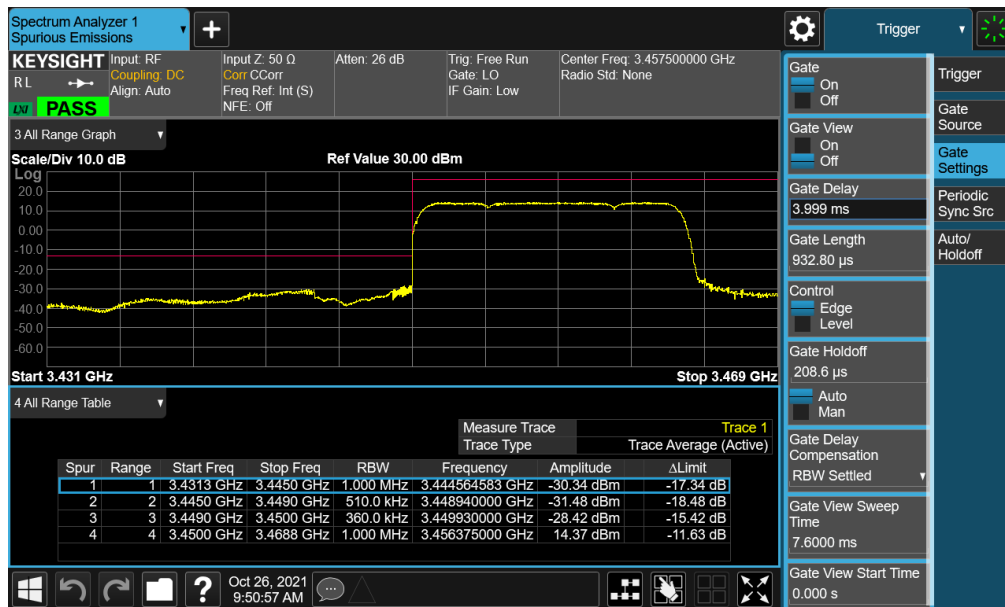 Spectrum Analyzer 1
Spurious Emissions
Trigger
KEYSIGHT
Input: RF
Coupling: DC
Align: Auto
Input Z: 50 Ω
Corr CCorr
Freq Ref: Int (S)
NFE: Off
Atten: 26 dB
Trig: Free Run
Gate: LO
IF Gain: Low
Center Freq: 3.457500000 GHz
Radio Std: None
R L
LXI
PASS
3 All Range Graph
Scale/Div 10.0 dB
Ref Value 30.00 dBm
Log
20.0
10.0
0.00
-10.0
-20.0
-30.0
-40.0
-50.0
-60.0
Start 3.431 GHz
Stop 3.469 GHz
4 All Range Table
Measure Trace Trace 1
Trace Type Trace Average (Active)
Spur Range Start Freq Stop Freq RBW Frequency Amplitude ΔLimit
1 1 3.4313 GHz 3.4450 GHz 1.000 MHz 3.444564583 GHz -30.34 dBm -17.34 dB
2 2 3.4450 GHz 3.4490 GHz 510.0 kHz 3.448940000 GHz -31.48 dBm -18.48 dB
3 3 3.4490 GHz 3.4500 GHz 360.0 kHz 3.449930000 GHz -28.42 dBm -15.42 dB
4 4 3.4500 GHz 3.4688 GHz 1.000 MHz 3.456375000 GHz 14.37 dBm -11.63 dB
Oct 26, 2021
9:50:57 AM
Gate
On
Off
Gate View
On
Off
Gate Delay
3.999 ms
Gate Length
932.80 µs
Control
Edge
Level
Gate Holdoff
208.6 µs
Auto
Man
Gate Delay
Compensation
RBW Settled
Gate View Sweep
Time
7.6000 ms
Gate View Start Time
0.000 s
Trigger
Gate
Source
Gate
Settings
Periodic
Sync Src
Auto/
Holdoff